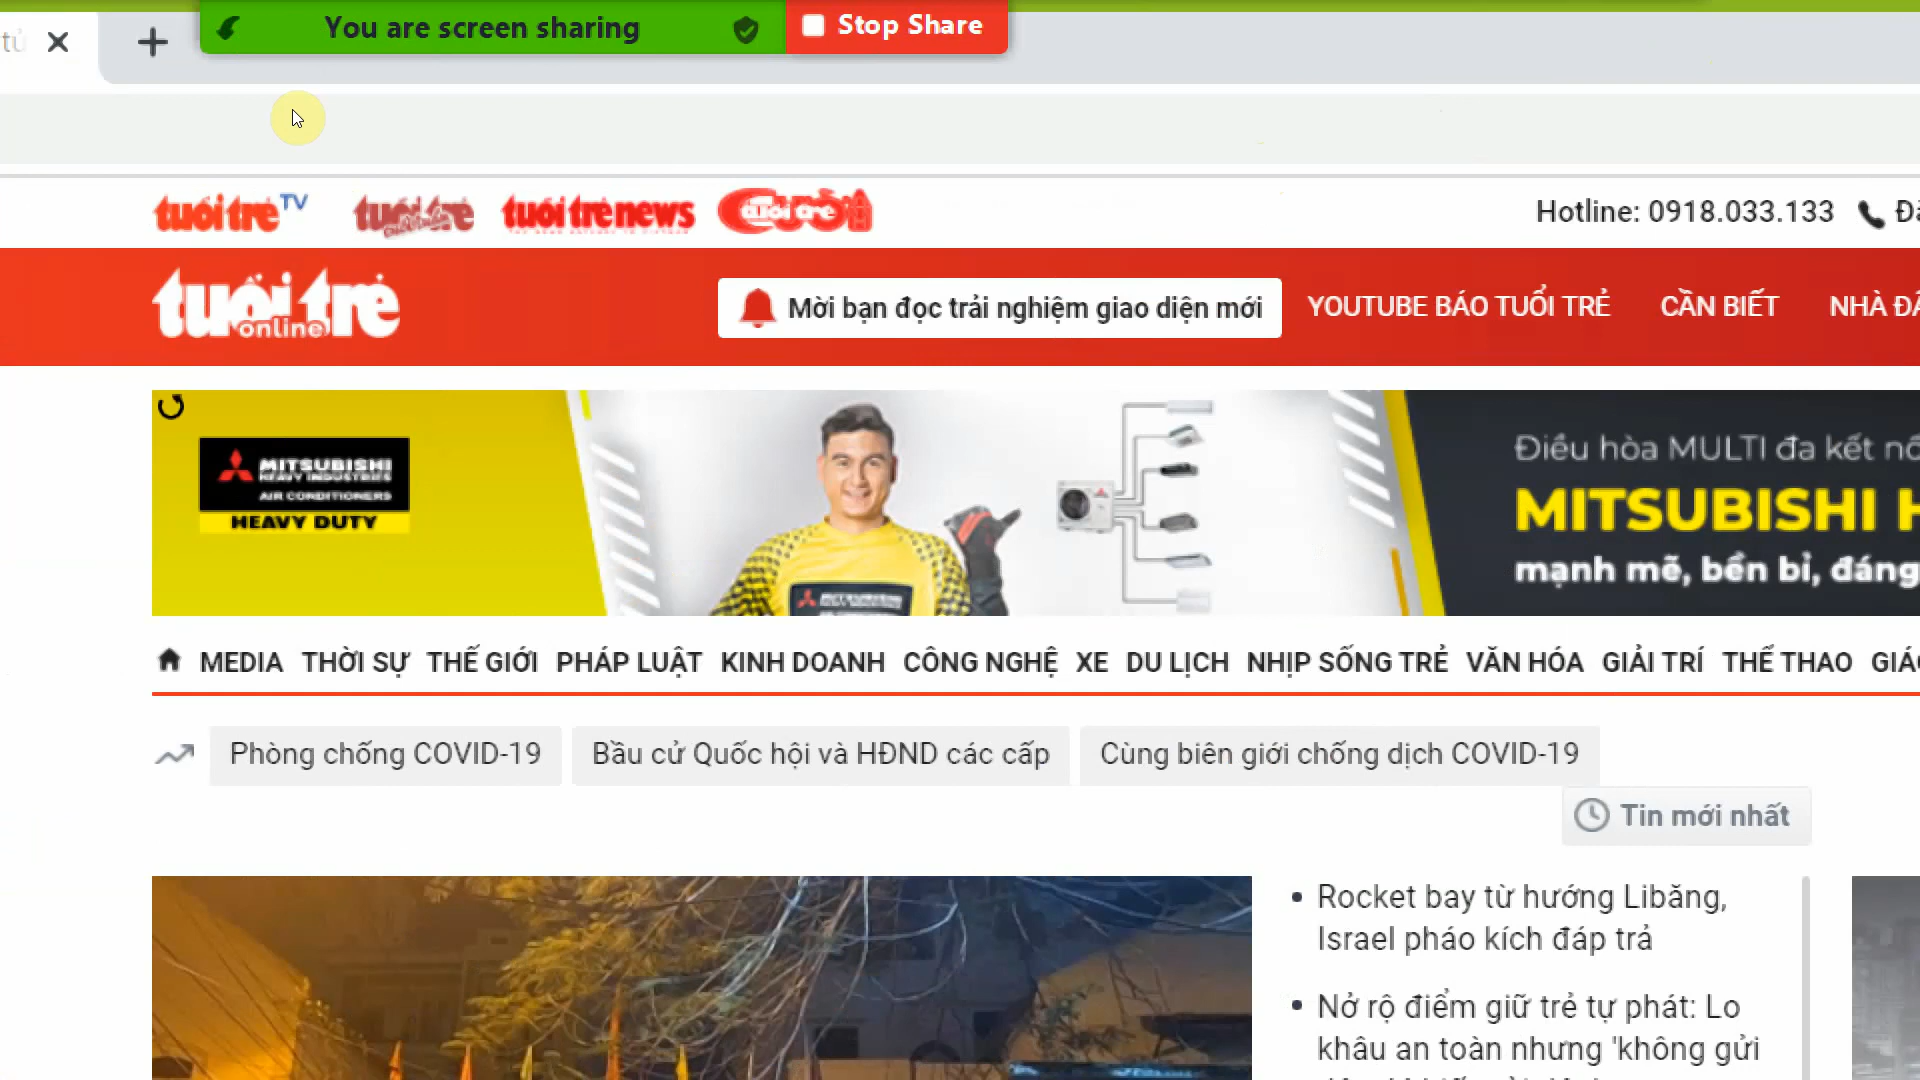 You are screen sharing
Stop Share
tuổi trẻ TV
tuổi trẻ
tuoi tre news
tuổi trẻ cười
Hotline: 0918.033.133
tuổi trẻ
online
Mời bạn đọc trải nghiệm giao diện mới
YOUTUBE BÁO TUỔI TRẺ
CẦN BIẾT
NHÀ
MITSUBISHI
HEAVY INDUSTRIES
AIR CONDITIONERS
HEAVY DUTY
Điều hòa MULTI đa kết
MITSUBISHI
mạnh mẽ, bền bỉ, đáng
MEDIA THỜI SỰ THẾ GIỚI PHÁP LUẬT KINH DOANH CÔNG NGHỆ XE DU LỊCH NHỊP SỐNG TRẺ VĂN HÓA GIẢI TRÍ THỂ THAO
Phòng chống COVID-19
Bầu cử Quốc hội và HĐND các cấp
Cùng biên giới chống dịch COVID-19
Tin mới nhất
Rocket bay từ hướng Libăng,
Israel pháo kích đáp trả
Nở rộ điểm giữ trẻ tự phát: Lo
khâu an toàn nhưng 'không gửi